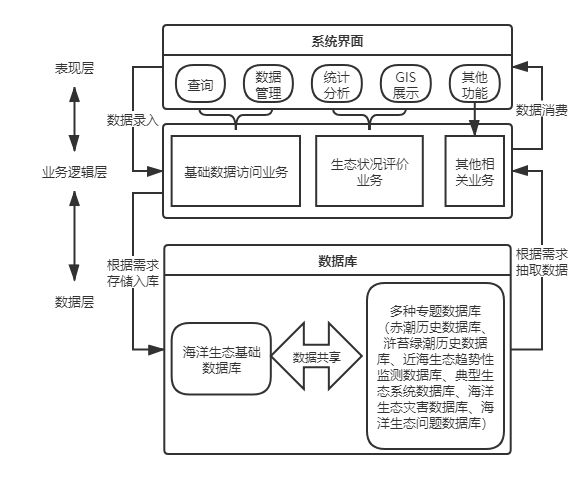 系统界面
表现层
查询
数据
管理
统计
分析
GIS
展示
其他
功能
数据录入
数据消费
业务逻辑层
基础数据访问业务
生态状况评价
业务
其他相
关业务
根据需求
存储入库
根据需求
抽取数据
数据库
数据层
海洋生态基础
数据库
数据共享
多种专题数据库
（赤潮历史数据库、
浒苔绿潮历史数据
库、近海生态趋势性
监测数据库、典型生
态系统数据库、海洋
生态灾害数据库、海
洋生态问题数据库）